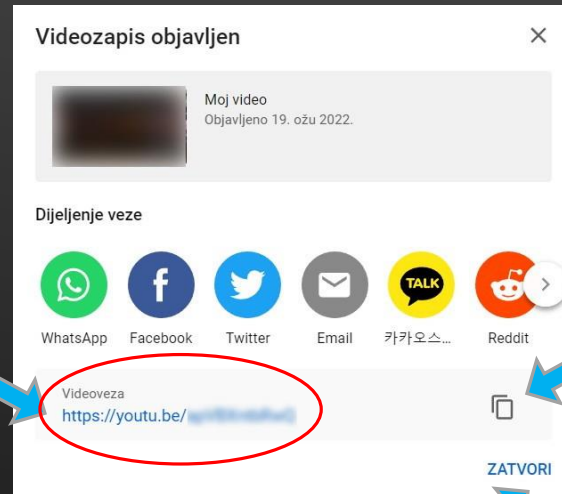 Videozapis objavljen
Moj video
Objavljeno 19. ožu 2022.
Dijeljenje veze
TALK
WhatsApp Facebook Twitter Email 카카오스... Reddit
Videoveza
https://youtu.be/
ZATVORI